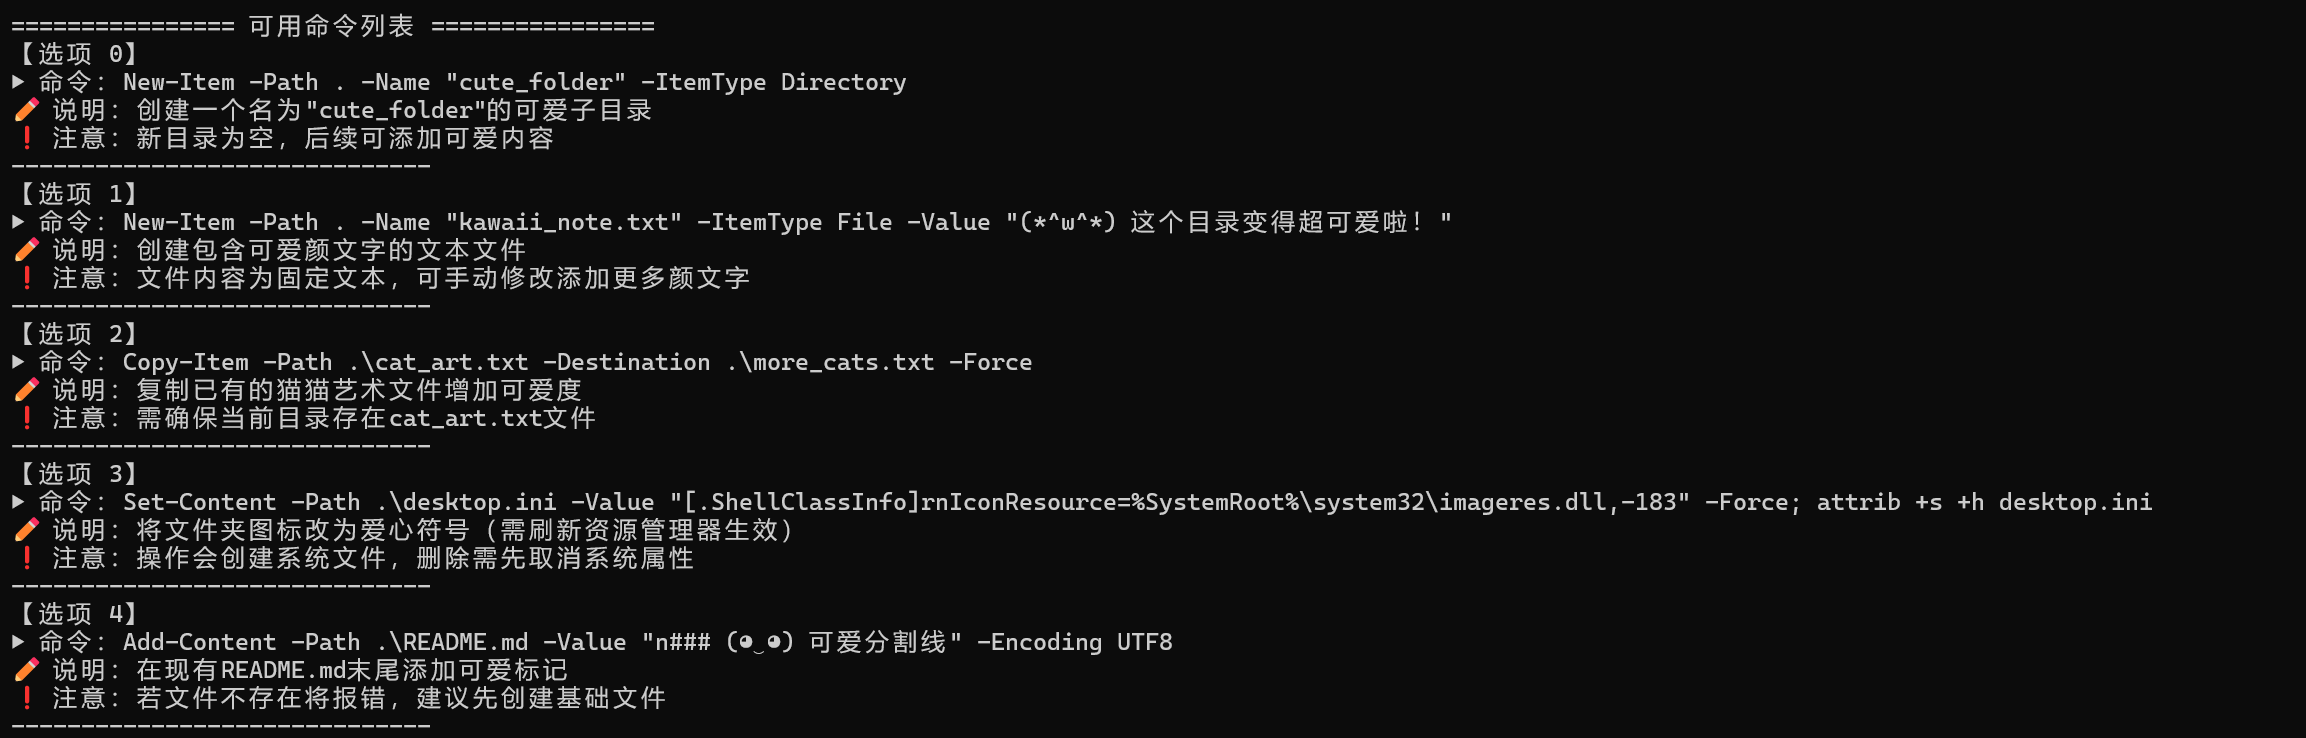 ================ 可用命令列表 ================
【选项 0】
▶ 命令: New-Item -Path . -Name "cute_folder" -ItemType Directory
✏️ 说明: 创建一个名为"cute_folder"的可爱子目录
❗ 注意: 新目录为空, 后续可添加可爱内容
------------------------------
【选项 1】
▶ 命令: New-Item -Path . -Name "kawaii_note.txt" -ItemType File -Value "(*^ω^*) 这个目录变得超可爱啦! "
✏️ 说明: 创建包含可爱颜文字的文本文件
❗ 注意: 文件内容为固定文本, 可手动修改添加更多颜文字
------------------------------
【选项 2】
▶ 命令: Copy-Item -Path .\cat_art.txt -Destination .\more_cats.txt -Force
✏️ 说明: 复制已有的猫猫艺术文件增加可爱度
❗ 注意: 需确保当前目录存在cat_art.txt文件
------------------------------
【选项 3】
▶ 命令: Set-Content -Path .\desktop.ini -Value "[.ShellClassInfo]rnIconResource=%SystemRoot%\system32\imageres.dll,-183" -Force; attrib +s +h desktop.ini
✏️ 说明: 将文件夹图标改为爱心符号 (需刷新资源管理器生效)
❗ 注意: 操作会创建系统文件, 删除需先取消系统属性
------------------------------
【选项 4】
▶ 命令: Add-Content -Path .\README.md -Value "n### (◕‿◕) 可爱分割线" -Encoding UTF8
✏️ 说明: 在现有README.md末尾添加可爱标记
❗ 注意: 若文件不存在将报错, 建议先创建基础文件
------------------------------